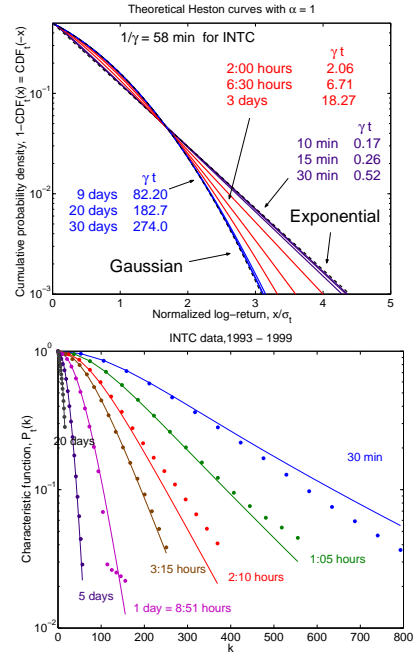 Theoretical Heston curves with α = 1
1/γ = 58 min for INTC
2:00 hours
6:30 hours
3 days
γ t
2.06
6.71
18.27
10 min
15 min
30 min
γ t
0.17
0.26
0.52
9 days
20 days
30 days
γ t
82.20
182.7
274.0
Exponential
Gaussian
Cumulative probability density, 1−CDF(x) = CDF_t(−x)
10^0
10^−1
10^−2
10^−3
0 1 2 3 4 5
Normalized log−return, x/σ_t
INTC data,1993 − 1999
Characteristic function, P_t(k)
10^0
10^−1
10^−2
20 days
30 min
1:05 hours
2:10 hours
3:15 hours
1 day = 8:51 hours
5 days
0 100 200 300 400 500 600 700 800
k